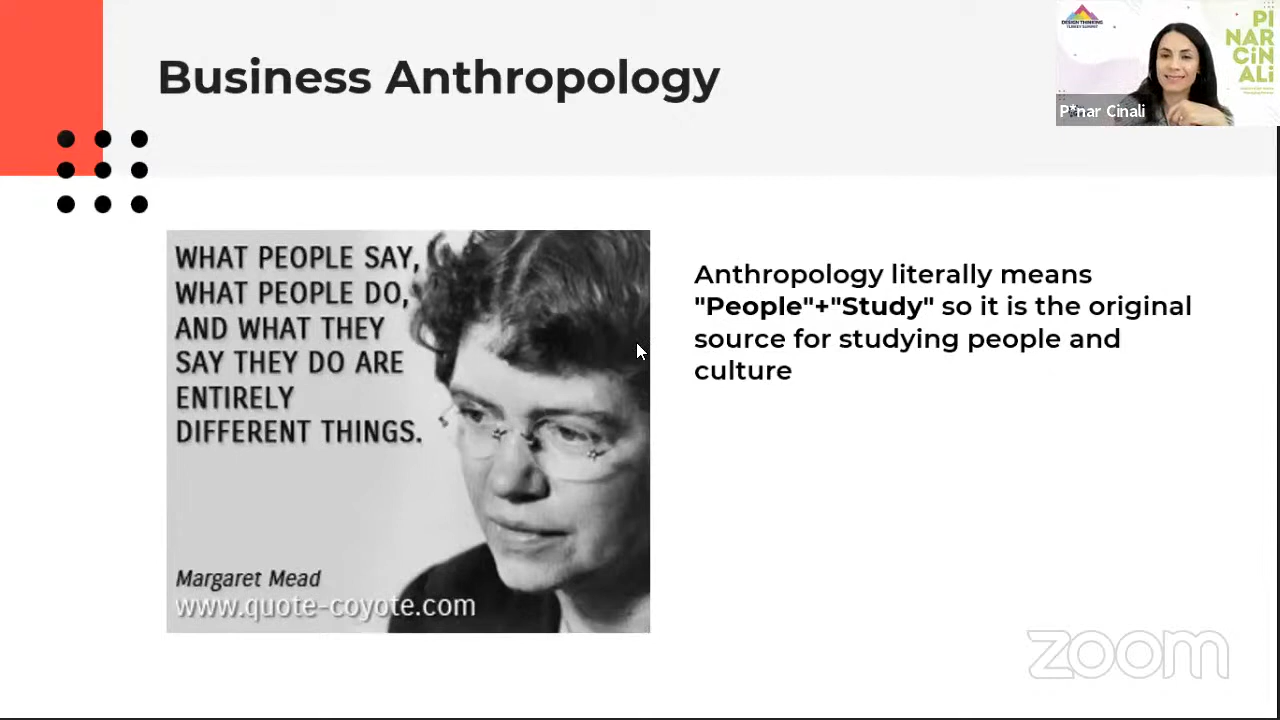 Business Anthropology
DESIGN THINKING
PI
NAR
CiN
ALi
P*nar Cinali
WHAT PEOPLE SAY,
WHAT PEOPLE DO,
AND WHAT THEY
SAY THEY DO ARE
ENTIRELY
DIFFERENT THINGS.
Margaret Mead
www.quote-coyote.com
Anthropology literally means
"People"+"Study" so it is the original
source for studying people and
culture
zoom